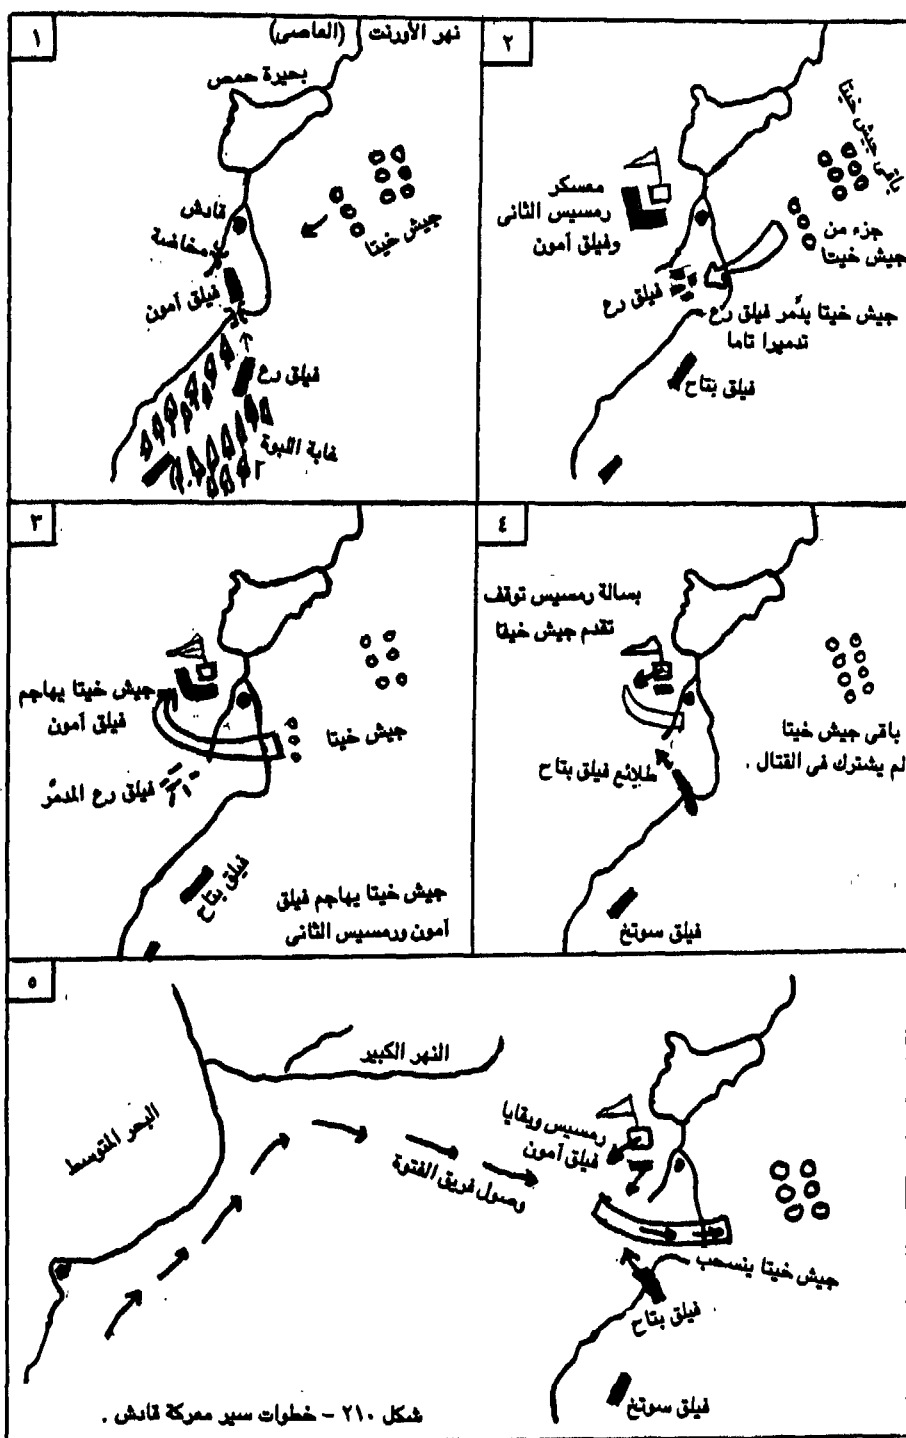 ١
نهر الأورنت (العاصى)
بحيرة حمص
قادش
مخاضة
جيش خيتا
فيلق آمون
فيلق رع
غابة اللبوة
٢
باقى جيش خيتا
معسكر
رمسيس الثانى
وفيلق آمون
جزء من
جيش خيتا
فيلق رع
جيش خيتا يدمَّر فيلق رع
تدميرا تاما
فيلق بتاح
٣
جيش خيتا يهاجم
فيلق آمون
جيش خيتا
فيلق رع المدمَّر
فيلق بتاح
جيش خيتا يهاجم فيلق
آمون ورمسيس الثانى
٤
بسالة رمسيس توقف
تقدم جيش خيتا
باقى جيش خيتا
لم يشترك فى القتال .
طلائع فيلق بتاح
فيلق سوتخ
٥
النهر الكبير
البحر المتوسط
رمسيس وبقايا
فيلق آمون
وصول فريق الفتوة
جيش خيتا ينسحب
فيلق بتاح
فيلق سوتخ
شكل ٢١٠ - خطوات سير معركة قادش .